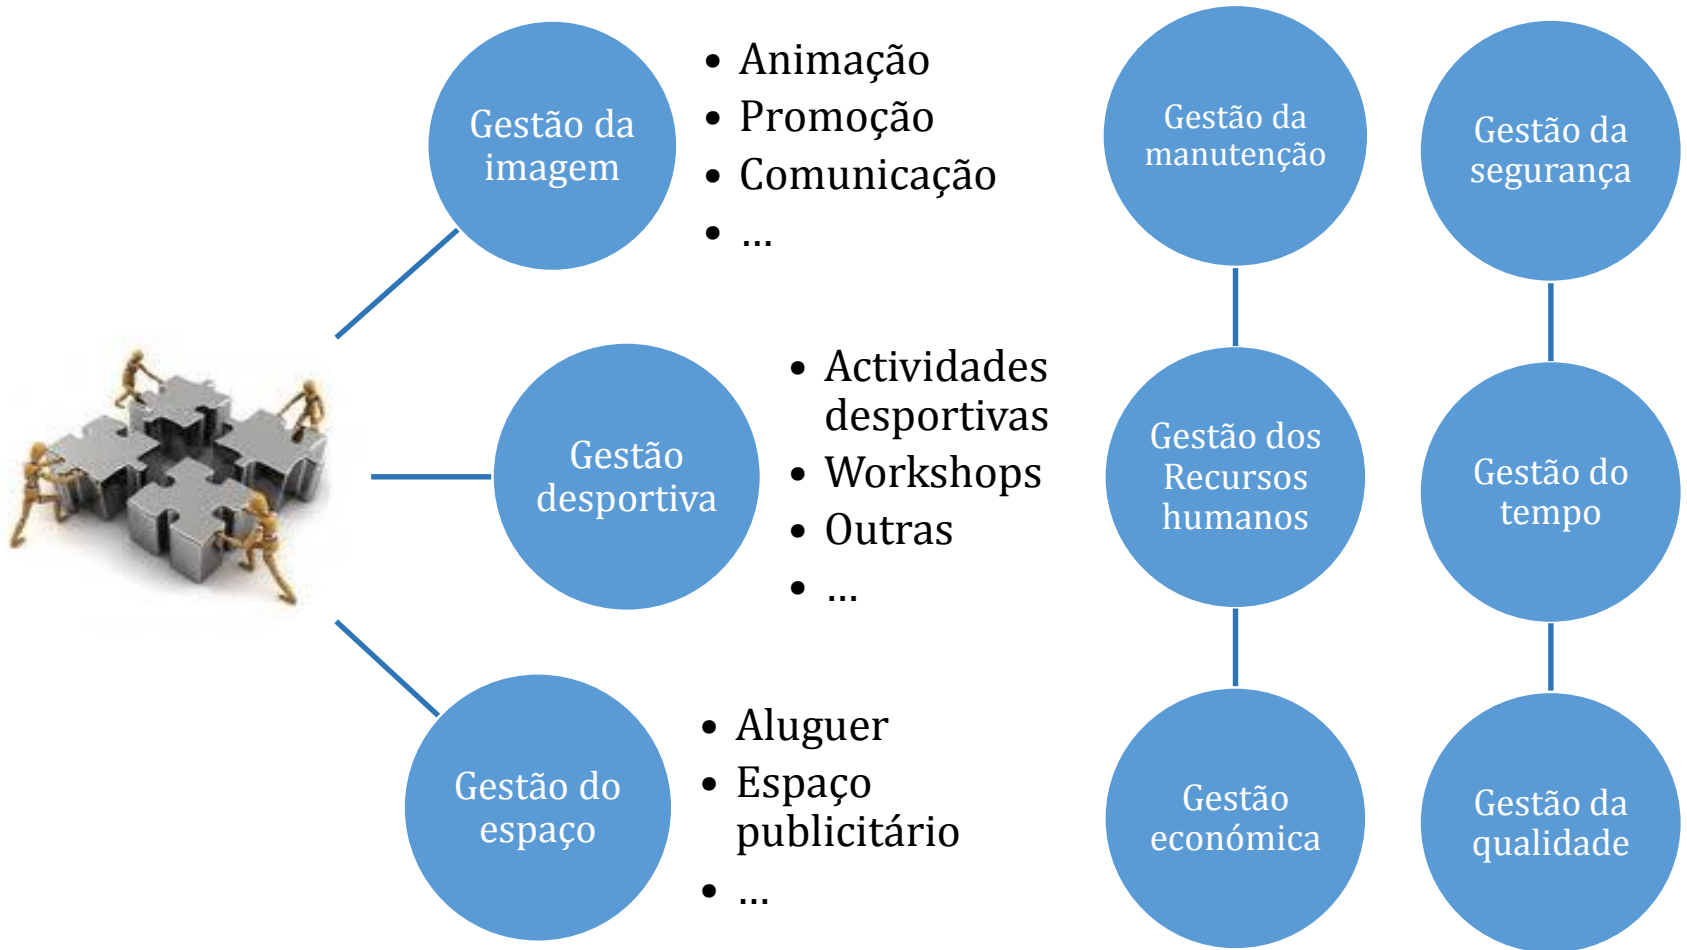 Gestão da
imagem
• Animação
• Promoção
• Comunicação
• ...
Gestão
desportiva
• Actividades
desportivas
• Workshops
• Outras
• ...
Gestão do
espaço
• Aluguer
• Espaço
publicitário
• ...
Gestão da
manutenção
Gestão dos
Recursos
humanos
Gestão
económica
Gestão da
segurança
Gestão do
tempo
Gestão da
qualidade